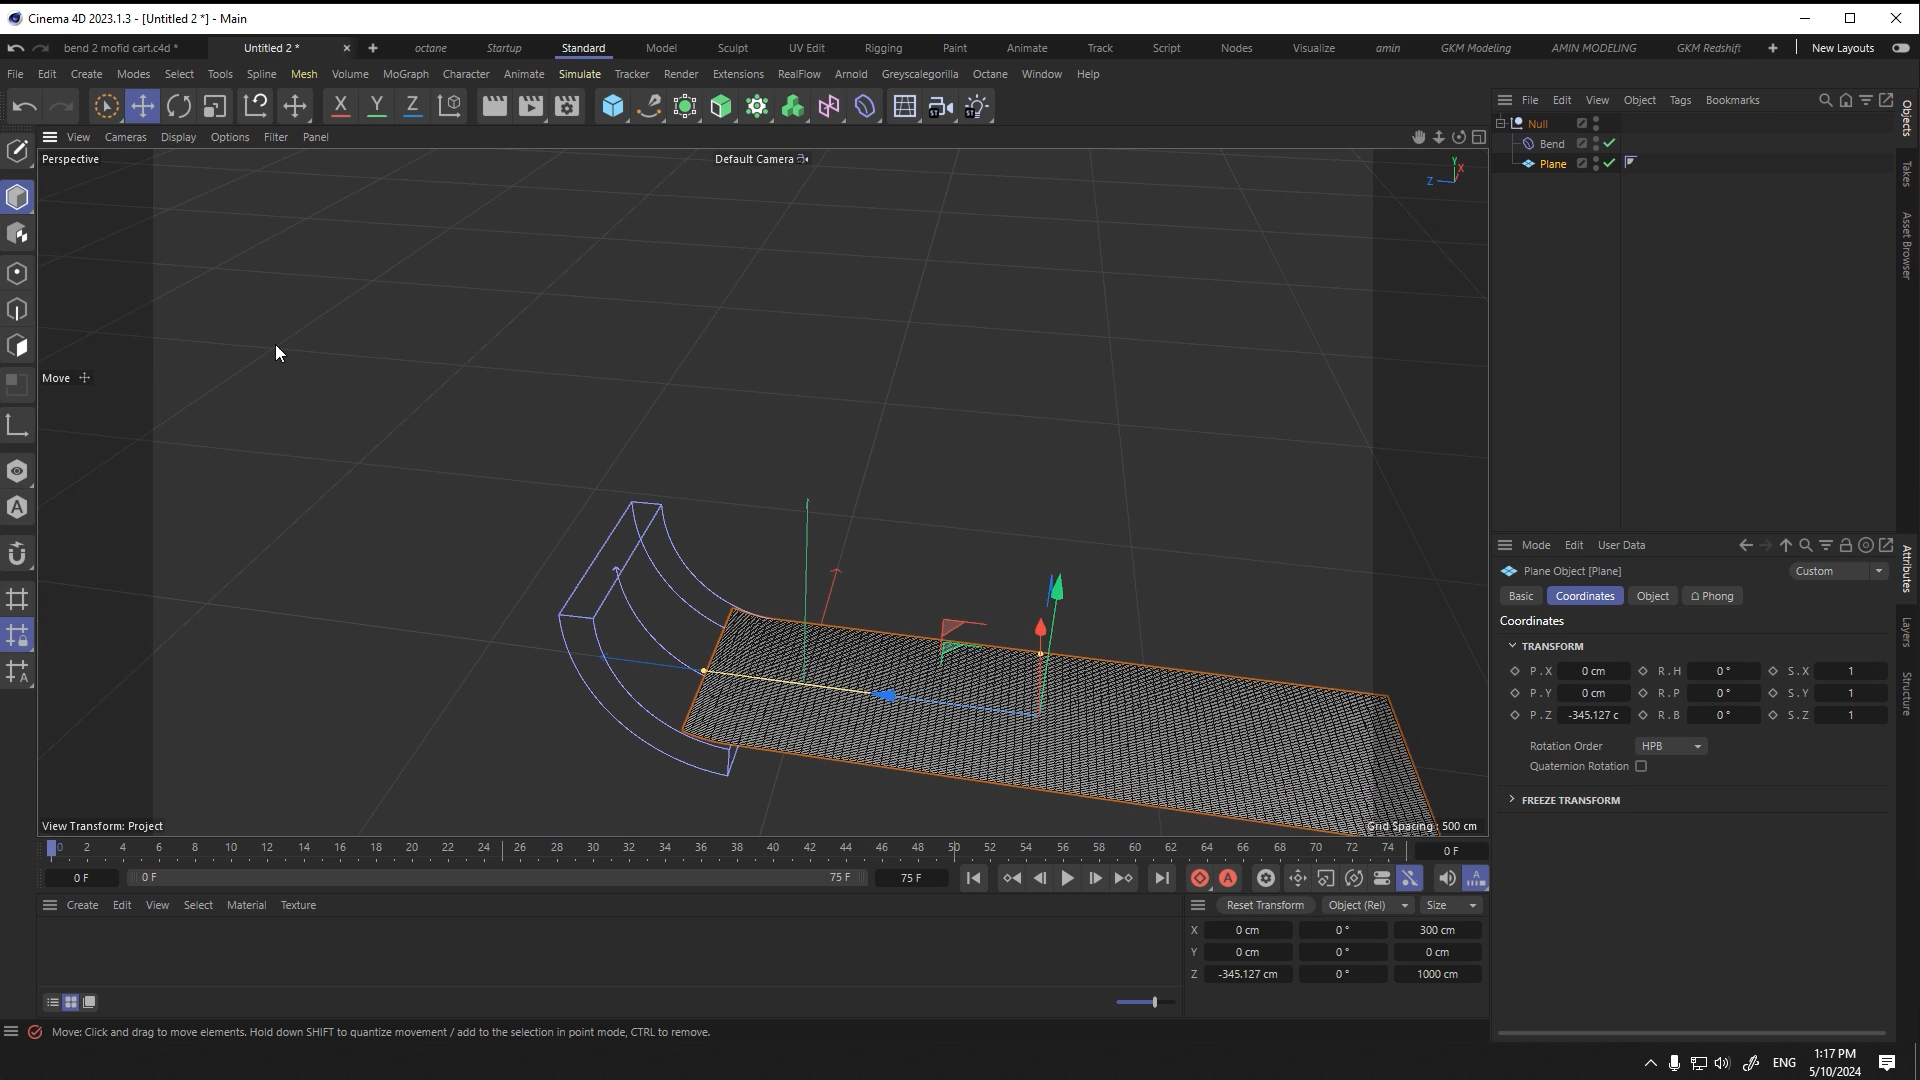 Cinema 4D 2023.1.3 - [Untitled 2 *] - Main
bend 2 mofid cart.c4d * Untitled 2 * octane Startup Standard Model Sculpt UV Edit Rigging Paint Animate Track Script Nodes Visualize amin GKM Modeling AMIN MODELING GKM Redshift New Layouts
File Edit Create Modes Select Tools Spline Mesh Volume MoGraph Character Animate Simulate Tracker Render Extensions RealFlow Arnold Greyscalegorilla Octane Window Help
X Y Z ST ST
View Cameras Display Options Filter Panel
Perspective
Default Camera
Y
X
Z
Move
View Transform: Project
Grid Spacing : 500 cm
File Edit View Object Tags Bookmarks
Null
Bend
Plane
Objects
Takes
Asset Browser
Attributes
Layers
Structure
Mode Edit User Data
Plane Object [Plane]
Custom
Basic Coordinates Object Phong
Coordinates
TRANSFORM
P . X 0 cm R . H 0 ° S . X 1
P . Y 0 cm R . P 0 ° S . Y 1
P . Z -345.127 c R . B 0 ° S . Z 1
Rotation Order HPB
Quaternion Rotation
FREEZE TRANSFORM
0 2 4 6 8 10 12 14 16 18 20 22 24 26 28 30 32 34 36 38 40 42 44 46 48 50 52 54 56 58 60 62 64 66 68 70 72 74 0 F
0 F 0 F 75 F 75 F
Create Edit View Select Material Texture
Reset Transform Object (Rel) Size
X 0 cm 0 ° 300 cm
Y 0 cm 0 ° 0 cm
Z -345.127 cm 0 ° 1000 cm
Move: Click and drag to move elements. Hold down SHIFT to quantize movement / add to the selection in point mode, CTRL to remove.
ENG
1:17 PM
5/10/2024